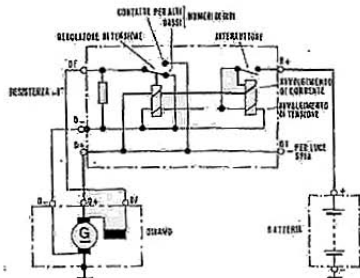 CONTATTO PER ALTI
BASSI
NUMERI DI GIRI
REGOLATORE DI TENSIONE
INTERRUTTORE
DF
B+
RESISTENZA
AVVOLGIMENTO
DI CORRENTE
AVVOLGIMENTO
DI TENSIONE
D-
D+
PER LUCE
SPIA
D-
D+
DF
+
G
DINAMO
BATTERIA
-